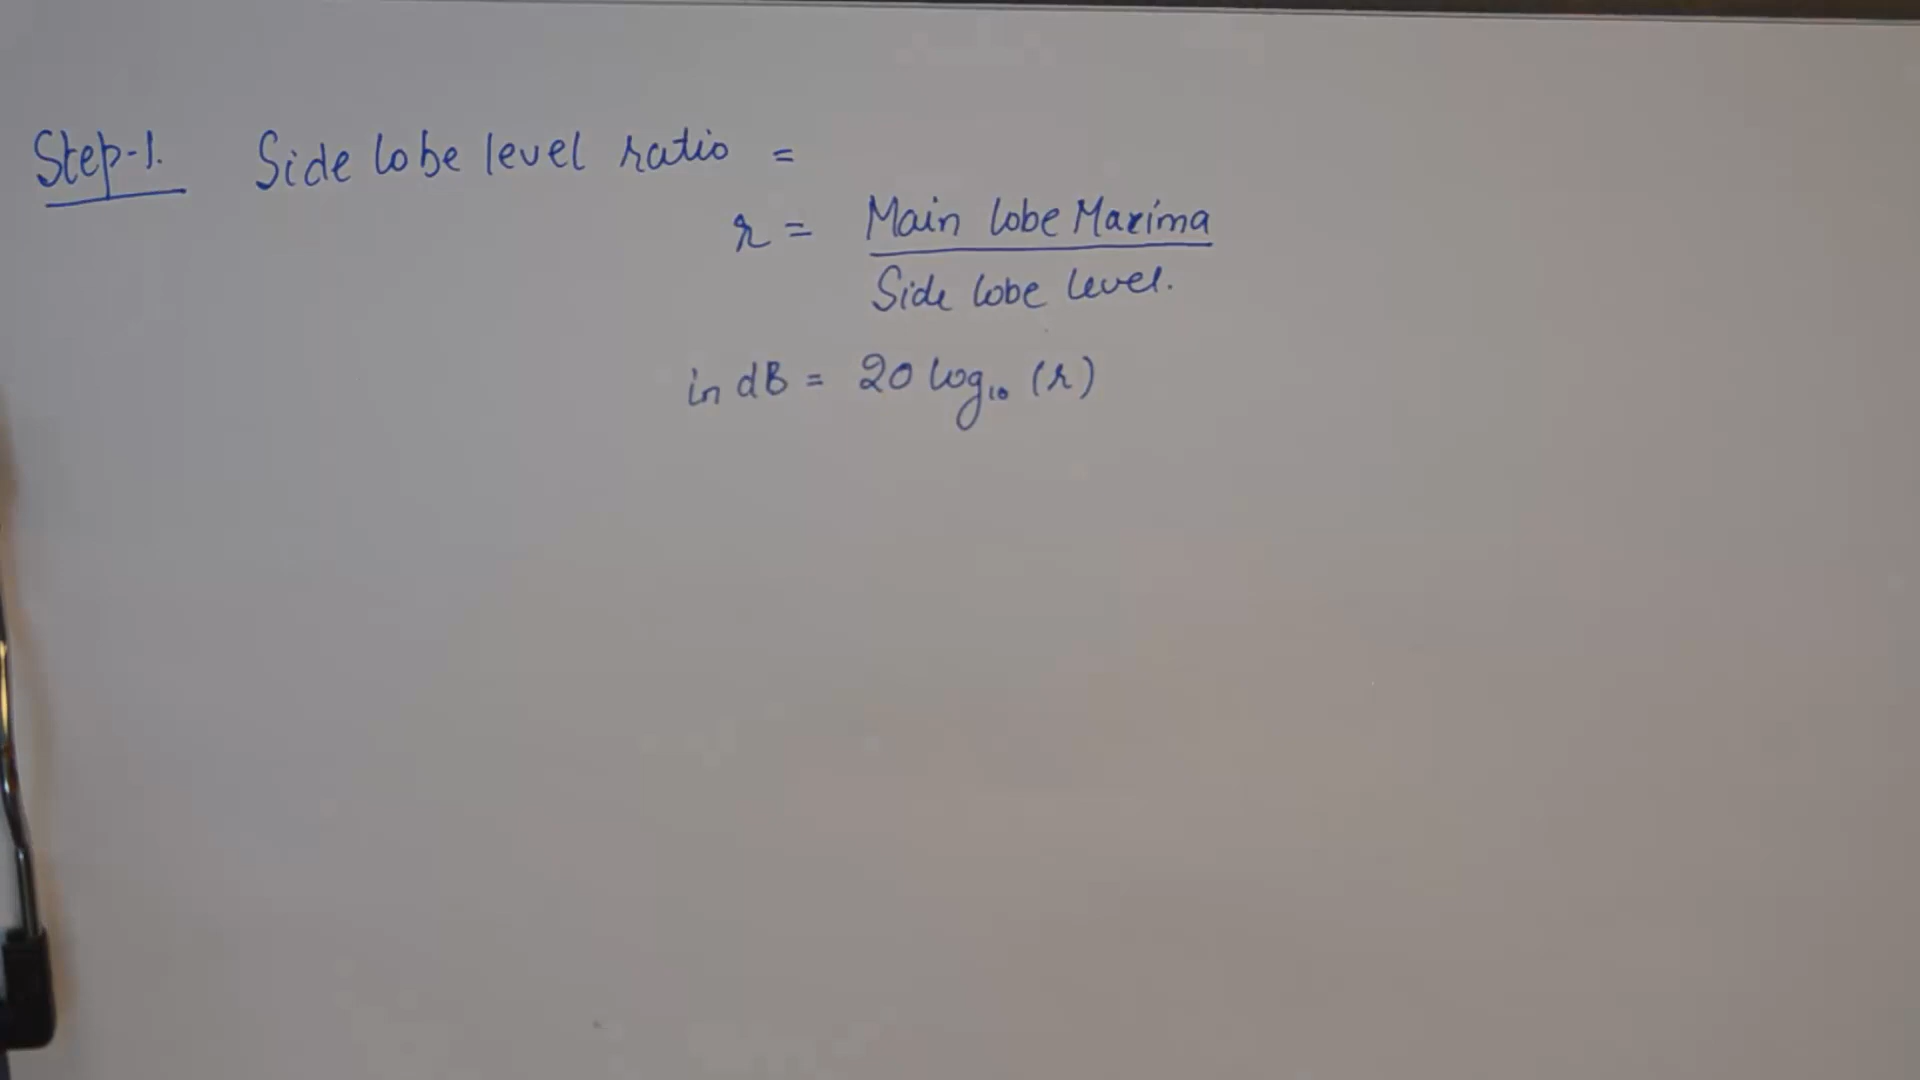 Step-1. Side lobe level ratio =
r = Main lobe Maxima / Side lobe level.
in dB = 20 log₁₀ (r)